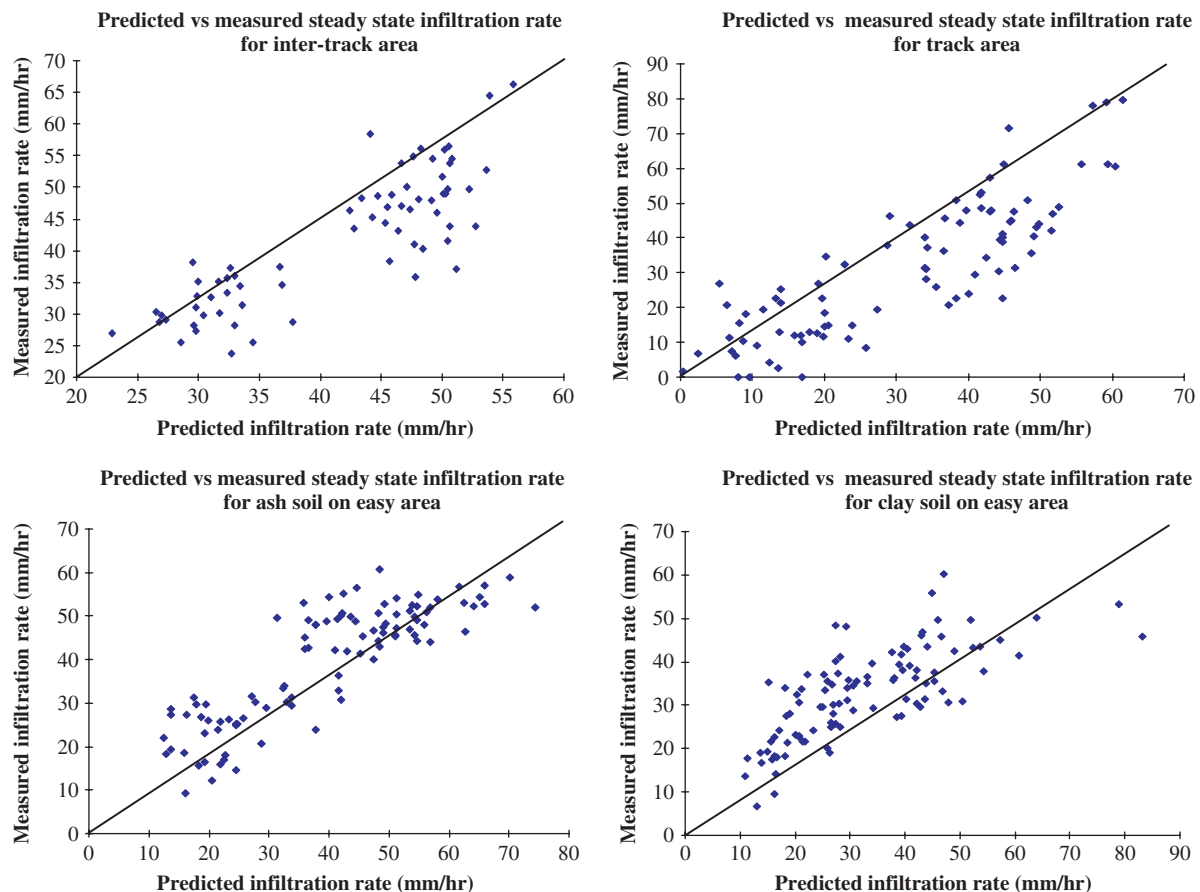 Predicted vs measured steady state infiltration rate
for inter-track area
Measured infiltration rate (mm/hr)
70
65
60
55
50
45
40
35
30
25
20
20 25 30 35 40 45 50 55 60
Predicted infiltration rate (mm/hr)
Predicted vs measured steady state infiltration rate
for track area
Measured infiltration rate (mm/hr)
90
80
70
60
50
40
30
20
10
0
0 10 20 30 40 50 60 70
Predicted infiltration rate (mm/hr)
Predicted vs measured steady state infiltration rate
for ash soil on easy area
Measured infiltration rate (mm/hr)
70
60
50
40
30
20
10
0
0 10 20 30 40 50 60 70 80
Predicted infiltration rate (mm/hr)
Predicted vs measured steady state infiltration rate
for clay soil on easy area
Measured infiltration rate (mm/hr)
70
60
50
40
30
20
10
0
0 10 20 30 40 50 60 70 80 90
Predicted infiltration rate (mm/hr)